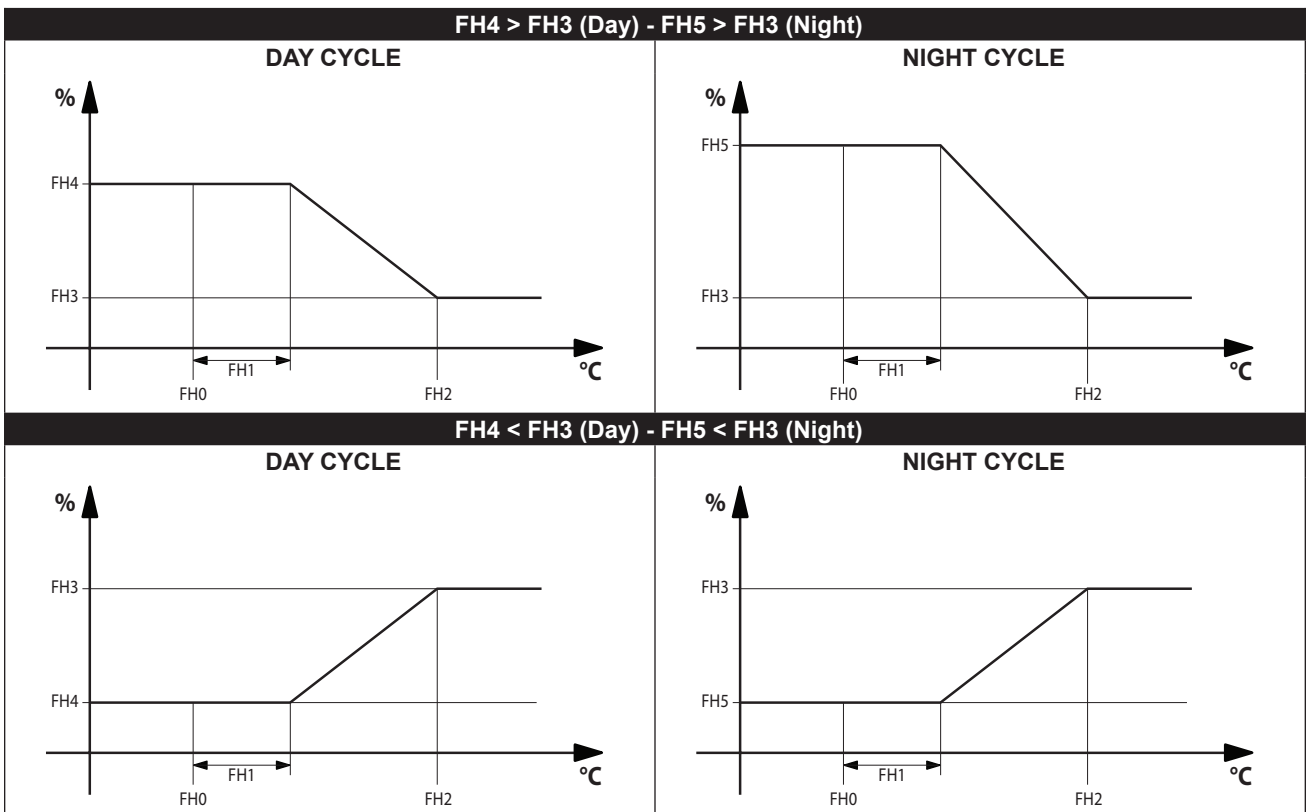 FH4 > FH3 (Day) - FH5 > FH3 (Night)
DAY CYCLE
%
FH4
FH3
FH1
°C
FH0
FH2
NIGHT CYCLE
%
FH5
FH3
FH1
°C
FH0
FH2
FH4 < FH3 (Day) - FH5 < FH3 (Night)
DAY CYCLE
%
FH3
FH4
FH1
°C
FH0
FH2
NIGHT CYCLE
%
FH3
FH5
FH1
°C
FH0
FH2